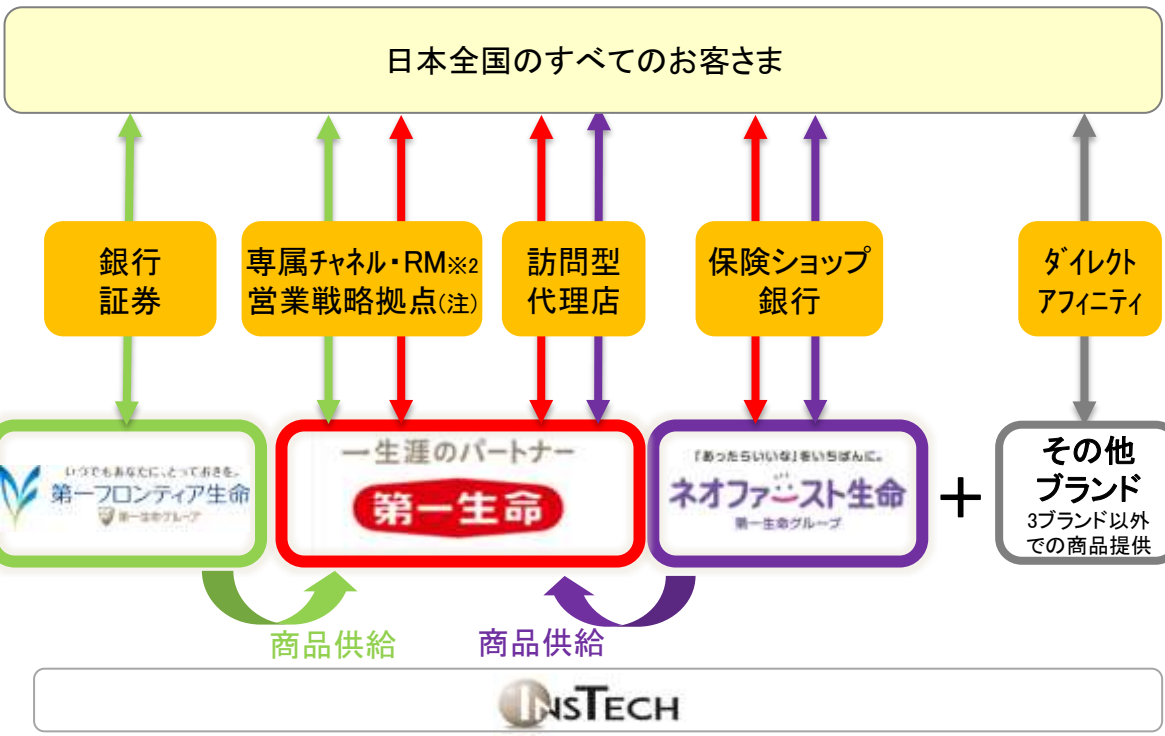 日本全国のすべてのお客さま
銀行
証券
専属チャネル・RM※2
営業戦略拠点(注)
訪問型
代理店
保険ショップ
銀行
ダイレクト
アフィニティ
いつでもあなたに、とっておきを。
第一フロンティア生命
第一生命グループ
一生涯のパートナー
第一生命
「あったらいいな」をいちばんに。
ネオファースト生命
第一生命グループ
＋
その他
ブランド
3ブランド以外
での商品提供
商品供給
商品供給
INSTECH